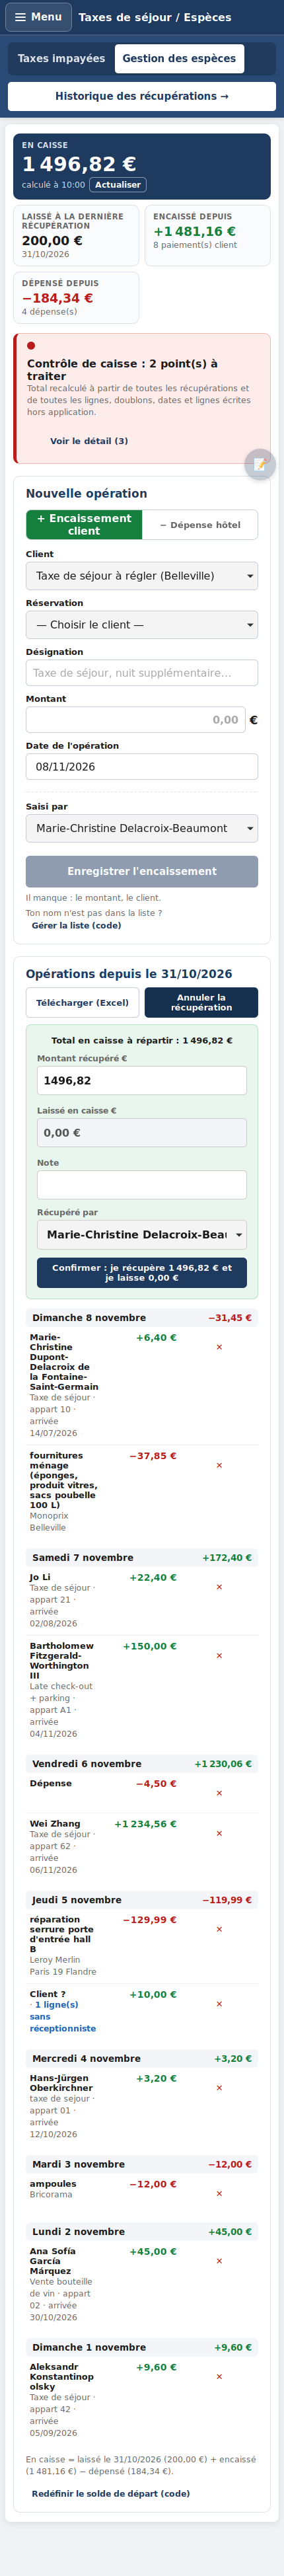 Menu
Taxes de séjour / Espèces
Taxes impayées
Gestion des espèces
Historique des récupérations →
EN CAISSE
1 496,82 €
calculé à 10:00 Actualiser
LAISSÉ À LA DERNIÈRE
RÉCUPÉRATION
200,00 €
31/10/2026
ENCAISSÉ DEPUIS
+1 481,16 €
8 paiement(s) client
DÉPENSÉ DEPUIS
−184,34 €
4 dépense(s)
Contrôle de caisse : 2 point(s) à
traiter
Total recalculé à partir de toutes les récupérations et
de toutes les lignes, doublons, dates et lignes écrites
hors application.
Voir le détail (3)
Nouvelle opération
+ Encaissement
client
− Dépense hôtel
Client
Taxe de séjour à régler (Belleville)
Réservation
— Choisir le client —
Désignation
Taxe de séjour, nuit supplémentaire…
Montant
0,00 €
Date de l'opération
08/11/2026
Saisi par
Marie-Christine Delacroix-Beaumont
Enregistrer l'encaissement
Il manque : le montant, le client.
Ton nom n'est pas dans la liste ?
Gérer la liste (code)
Opérations depuis le 31/10/2026
Télécharger (Excel)
Annuler la
récupération
Total en caisse à répartir : 1 496,82 €
Montant récupéré €
1496,82
Laissé en caisse €
0,00 €
Note
Récupéré par
Marie-Christine Delacroix-Beau
Confirmer : je récupère 1 496,82 € et
je laisse 0,00 €
Dimanche 8 novembre −31,45 €
Marie-
Christine
Dupont-
Delacroix de
la Fontaine-
Saint-Germain
+6,40 € ×
Taxe de séjour ·
appart 10 ·
arrivée
14/07/2026
fournitures
ménage
(éponges,
produit vitres,
sacs poubelle
100 L)
−37,85 € ×
Monoprix
Belleville
Samedi 7 novembre +172,40 €
Jo Li +22,40 € ×
Taxe de séjour ·
appart 21 ·
arrivée
02/08/2026
Bartholomew
Fitzgerald-
Worthington
III
+150,00 € ×
Late check-out
+ parking ·
appart A1 ·
arrivée
04/11/2026
Vendredi 6 novembre +1 230,06 €
Dépense −4,50 € ×
Wei Zhang +1 234,56 € ×
Taxe de séjour ·
appart 62 ·
arrivée
06/11/2026
Jeudi 5 novembre −119,99 €
réparation
serrure porte
d'entrée hall
B
−129,99 € ×
Leroy Merlin
Paris 19 Flandre
Client ? +10,00 € ×
· 1 ligne(s)
sans
réceptionniste
Mercredi 4 novembre +3,20 €
Hans-Jürgen
Oberkirchner
+3,20 € ×
taxe de sejour ·
appart 01 ·
arrivée
12/10/2026
Mardi 3 novembre −12,00 €
ampoules −12,00 € ×
Bricorama
Lundi 2 novembre +45,00 €
Ana Sofía
García
Márquez
+45,00 € ×
Vente bouteille
de vin · appart
02 · arrivée
30/10/2026
Dimanche 1 novembre +9,60 €
Aleksandr
Konstantinop
olsky
+9,60 € ×
Taxe de séjour ·
appart 42 ·
arrivée
05/09/2026
En caisse = laissé le 31/10/2026 (200,00 €) + encaissé
(1 481,16 €) − dépensé (184,34 €).
Redéfinir le solde de départ (code)